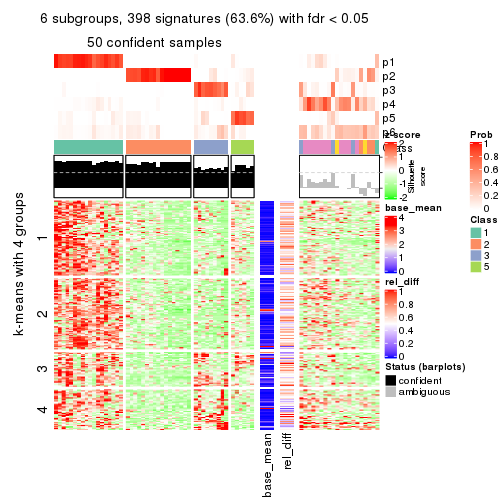 6 subgroups, 398 signatures (63.6%) with fdr < 0.05
50 confident samples
p1
p2
p3
p4
p5
p6
Class
z-score
2
1
0
-1
-2
Silhouette
score
Prob
1
0.8
0.6
0.4
0.2
0
base_mean
4
3
2
1
0
Class
1
2
3
5
rel_diff
1
0.8
0.6
0.4
0.2
0
Status (barplots)
confident
ambiguous
k-means with 4 groups
1
2
3
4
base_mean
rel_diff